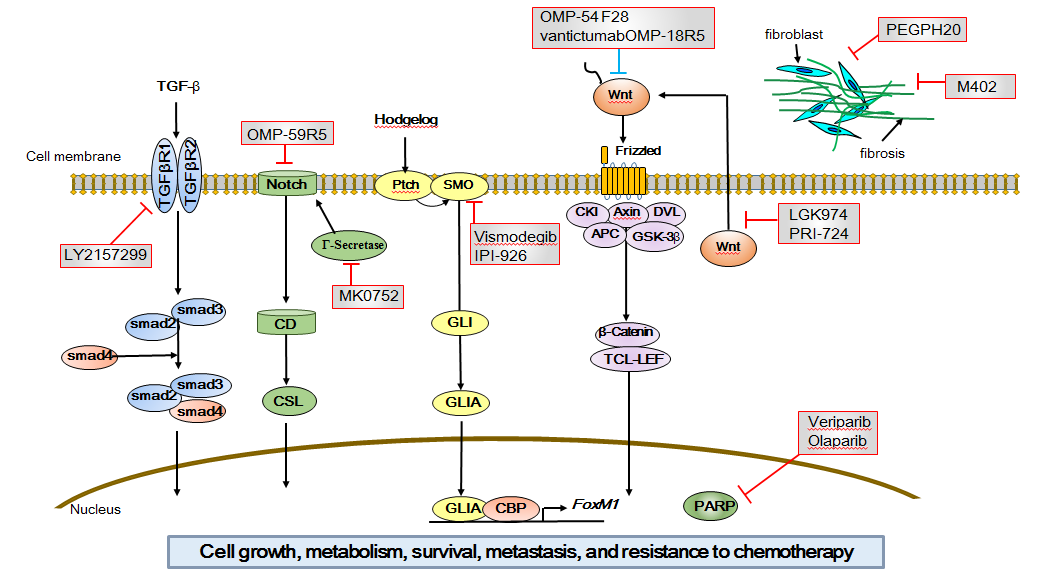 OMP-54 F28
vantictumabOMP-18R5
PEGPH20
fibroblast
M402
fibrosis
TGF-β
Wnt
Hodgelog
OMP-59R5
Frizzled
Cell membrane
TGFβR1
TGFβR2
Notch
Ptch
SMO
CKI
Axin
DVL
APC
GSK-3β
LGK974
PRI-724
Wnt
Vismodegib
IPI-926
LY2157299
Γ-Secretase
MK0752
smad3
smad2
CD
GLI
β-Catenin
TCL-LEF
smad4
smad3
smad2
smad4
CSL
GLIA
Veriparib
Olaparib
Nucleus
GLIA
CBP
FoxM1
PARP
Cell growth, metabolism, survival, metastasis, and resistance to chemotherapy